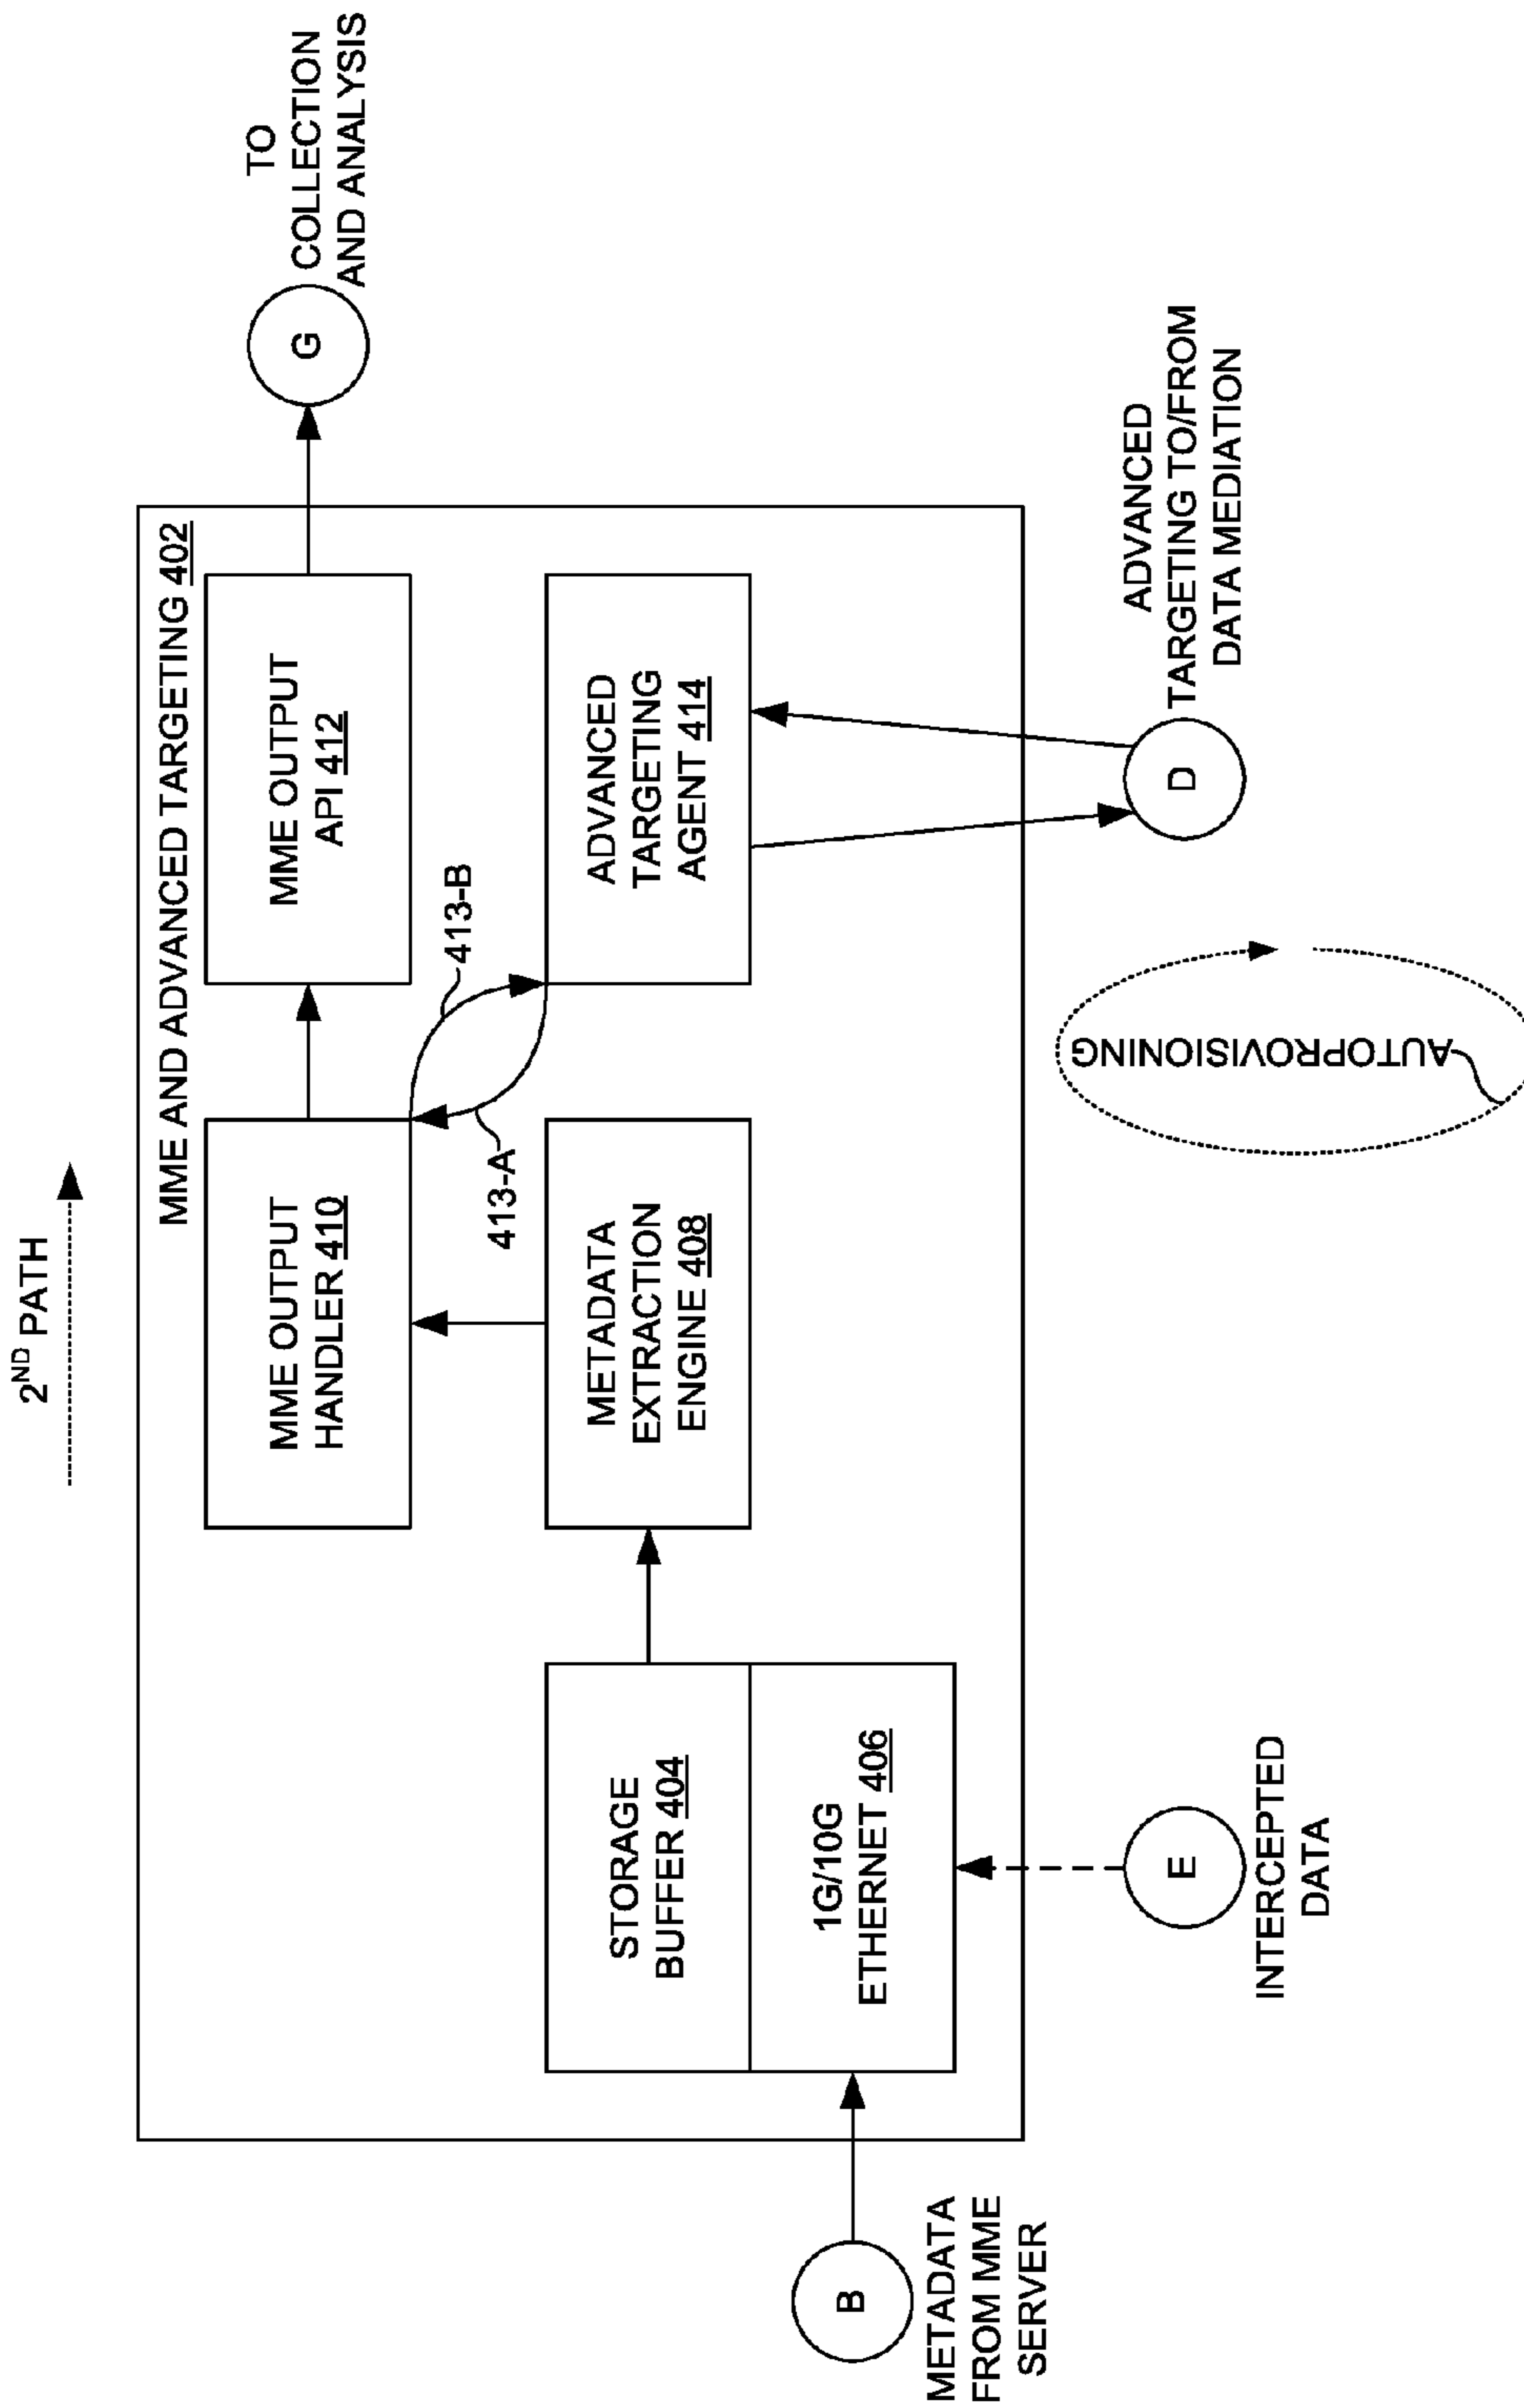 2ND PATH
MME AND ADVANCED TARGETING 402
MME OUTPUT
HANDLER 410
MME OUTPUT
API 412
G
TO
COLLECTION
AND ANALYSIS
413-B
413-A
STORAGE
BUFFER 404
1G/10G
ETHERNET 406
METADATA
EXTRACTION
ENGINE 408
ADVANCED
TARGETING
AGENT 414
B
METADATA
FROM MME
SERVER
E
INTERCEPTED
DATA
AUTOPROVISIONING
D
ADVANCED
TARGETING TO/FROM
DATA MEDIATION